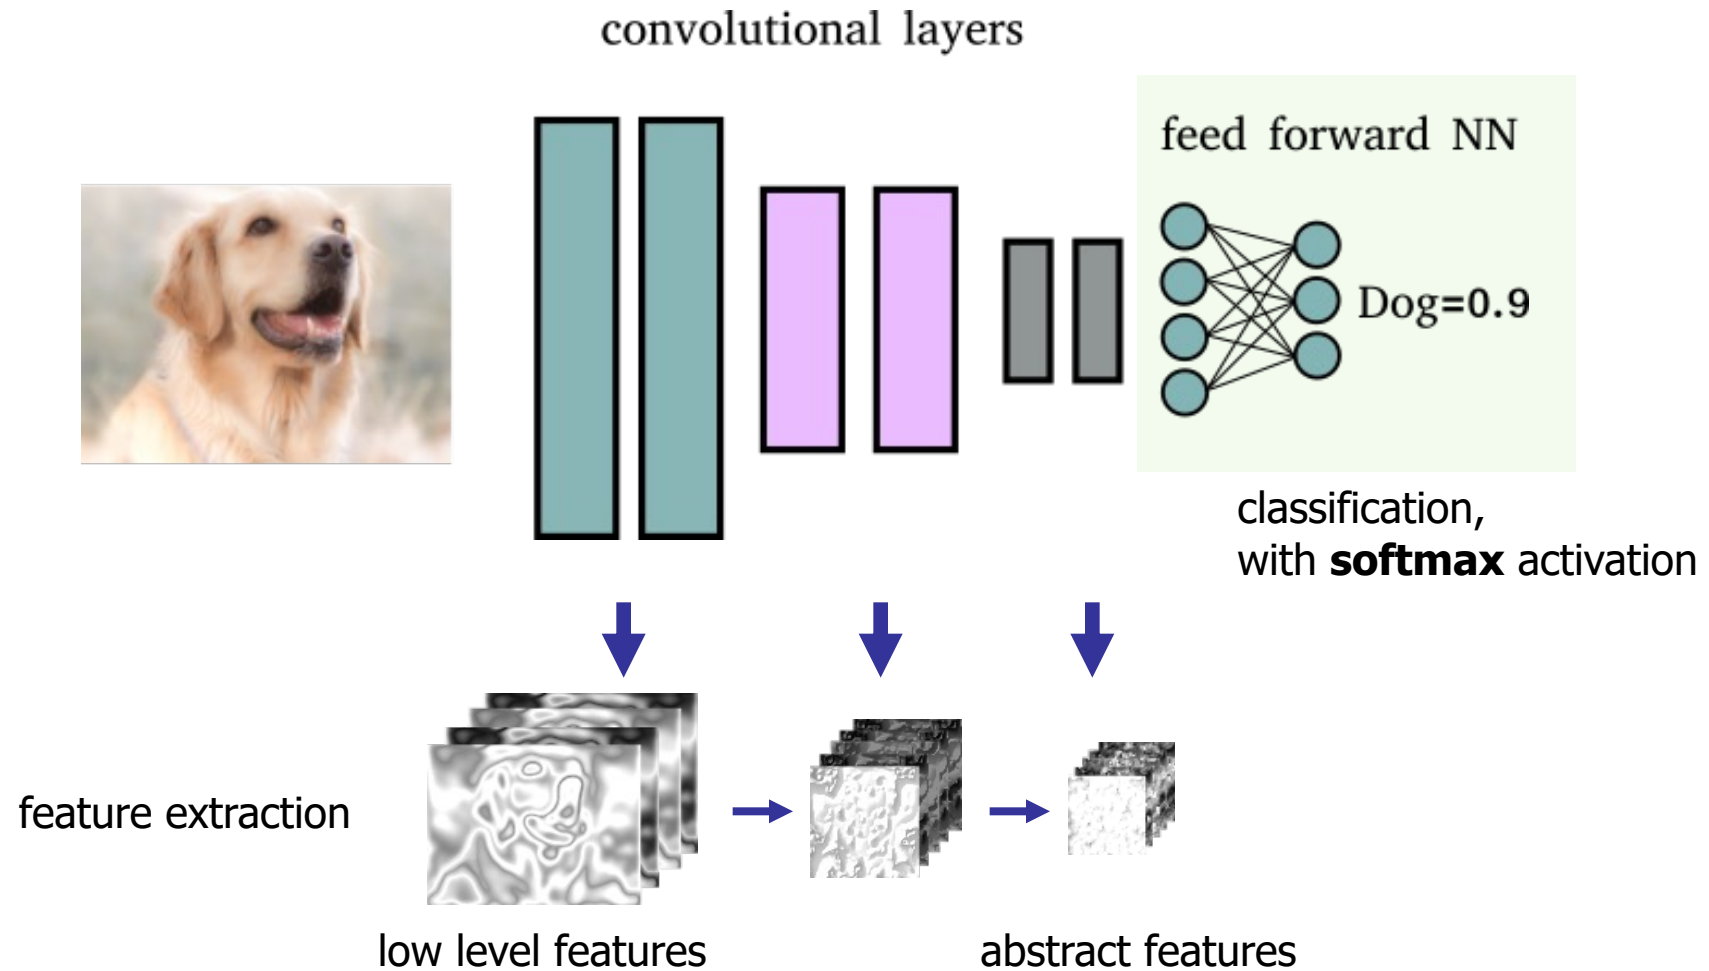 convolutional layers
feed forward NN
Dog=0.9
classification,
with softmax activation
feature extraction
low level features
abstract features